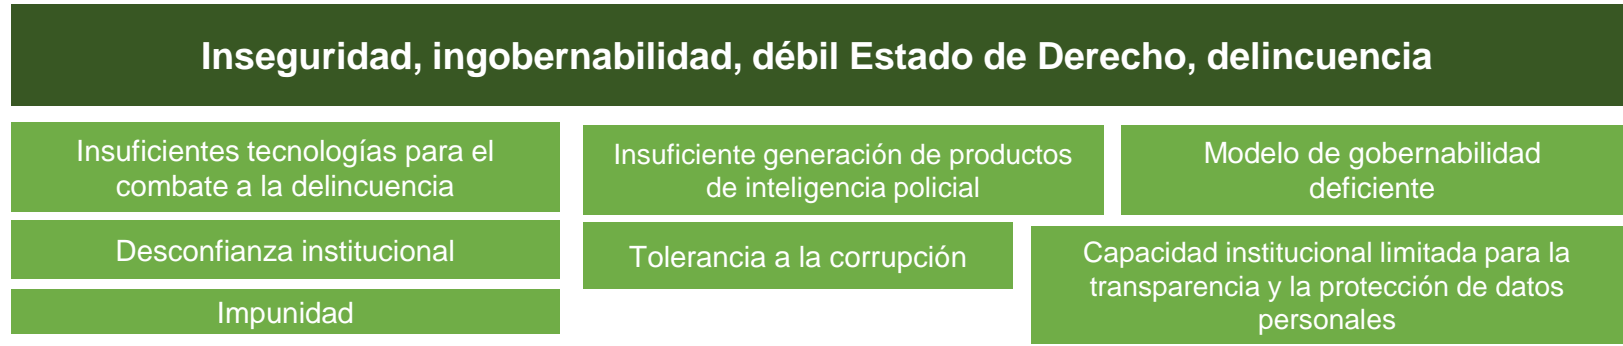 Inseguridad, ingobernabilidad, débil Estado de Derecho, delincuencia
Insuficientes tecnologías para el
combate a la delincuencia
Insuficiente generación de productos
de inteligencia policial
Modelo de gobernabilidad
deficiente
Desconfianza institucional
Tolerancia a la corrupción
Capacidad institucional limitada para la
transparencia y la protección de datos
personales
Impunidad